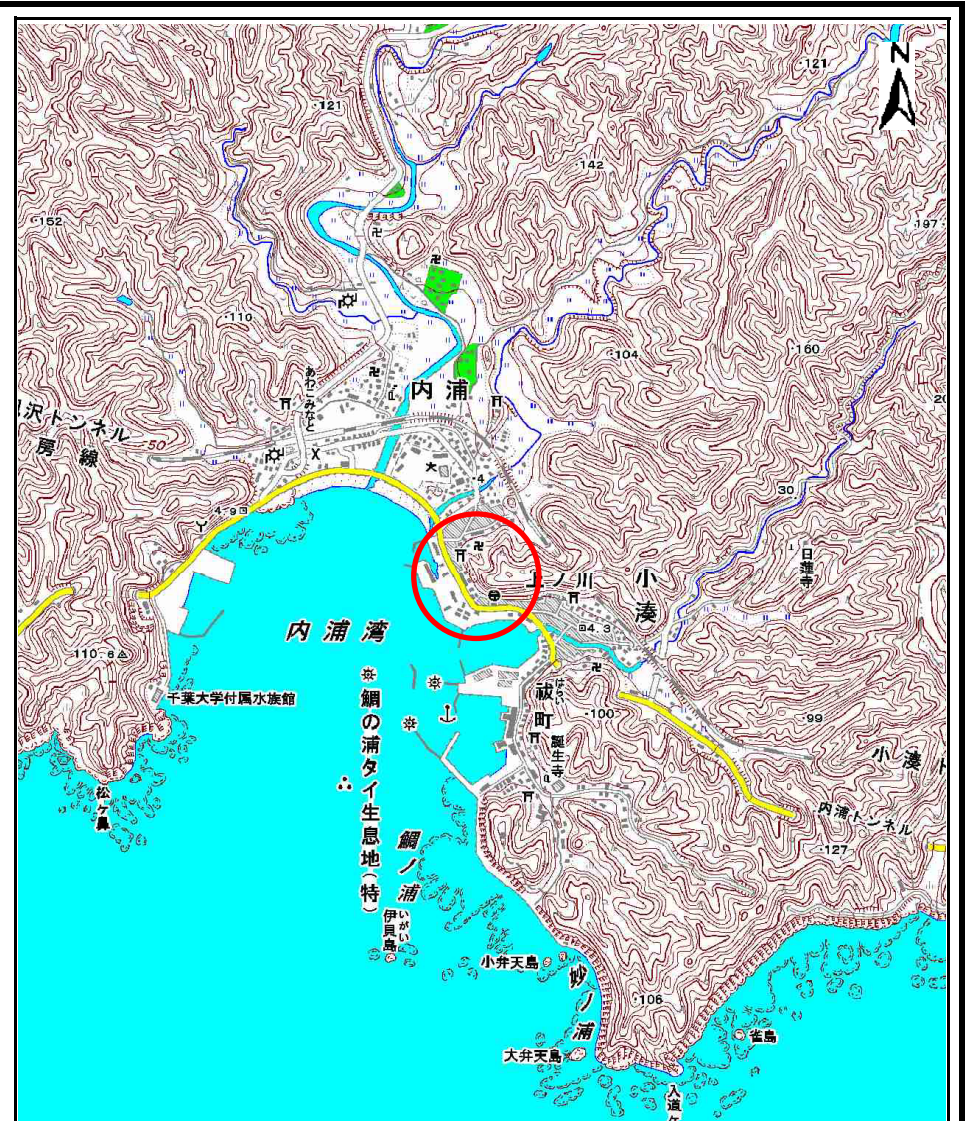 N
121
121
142
152
197
110
104
160
20
あわこみなと
内浦
沢トンネル
房線
50
大
4
30
4.9
上ノ川
小湊
日蓮寺
4.3
内浦湾
110.6
千葉大学付属水族館
鯛の浦タイ生息地(特)
祓町
はらい
100
誕生寺
99
小湊ト
内浦トンネル
127
松ヶ鼻
鯛ノ浦
伊貝島
いがい
小弁天島
妙ノ浦
106
大弁天島
雀島
入道ヶ